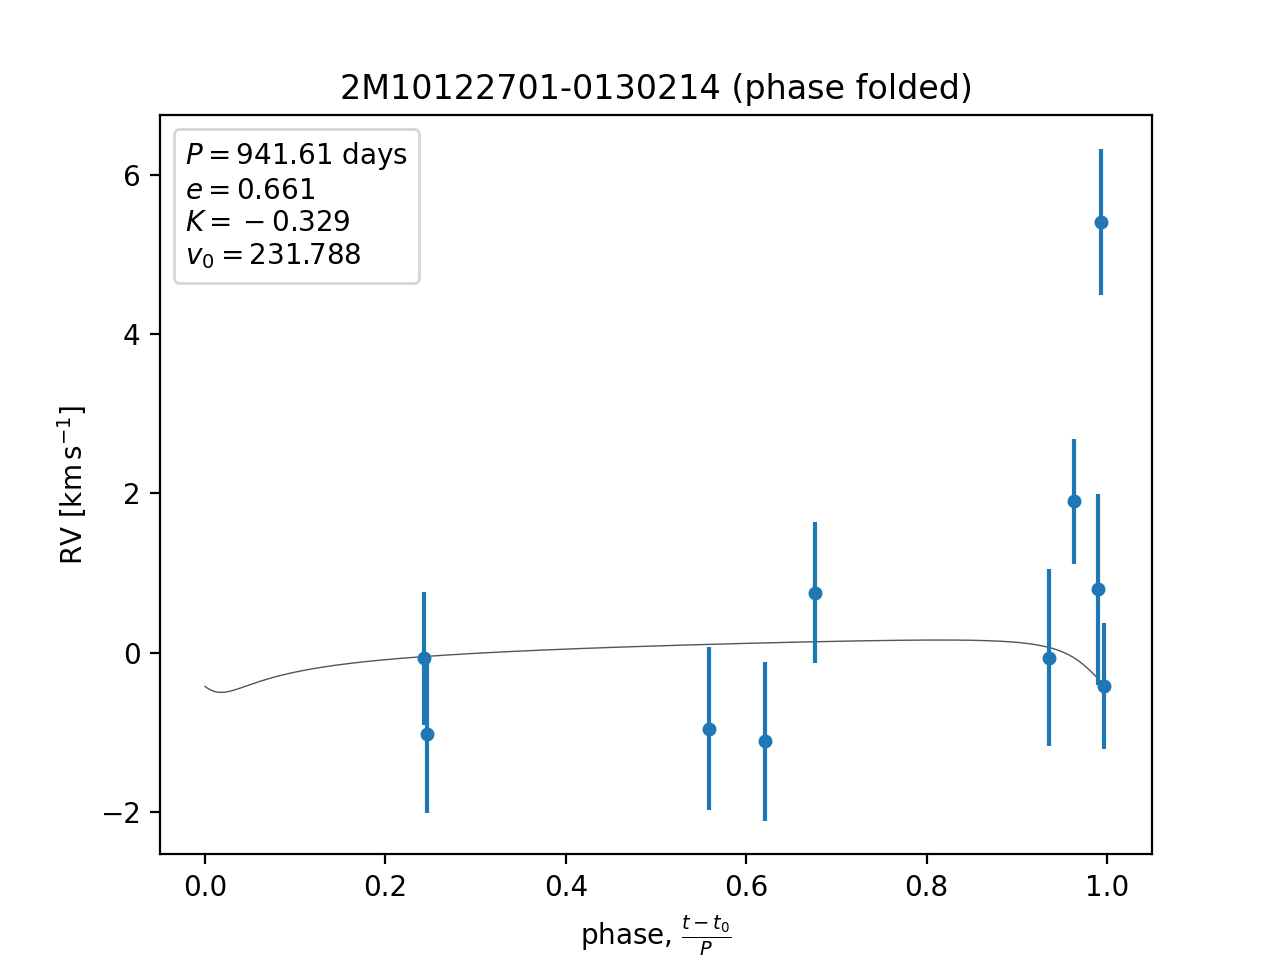 2M10122701-0130214 (phase folded)
P = 941.61 days
e = 0.661
K = −0.329
v₀ = 231.788
6
4
2
0
−2
RV [km s⁻¹]
0.0 0.2 0.4 0.6 0.8 1.0
phase, (t − t₀)/P